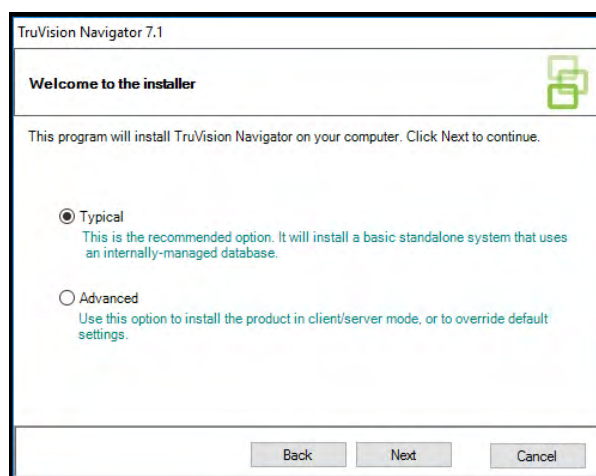 TruVision Navigator 7.1
Welcome to the installer
This program will install TruVision Navigator on your computer. Click Next to continue.
Typical
This is the recommended option. It will install a basic standalone system that uses
an internally-managed database.
Advanced
Use this option to install the product in client/server mode, or to override default
settings.
Back Next Cancel